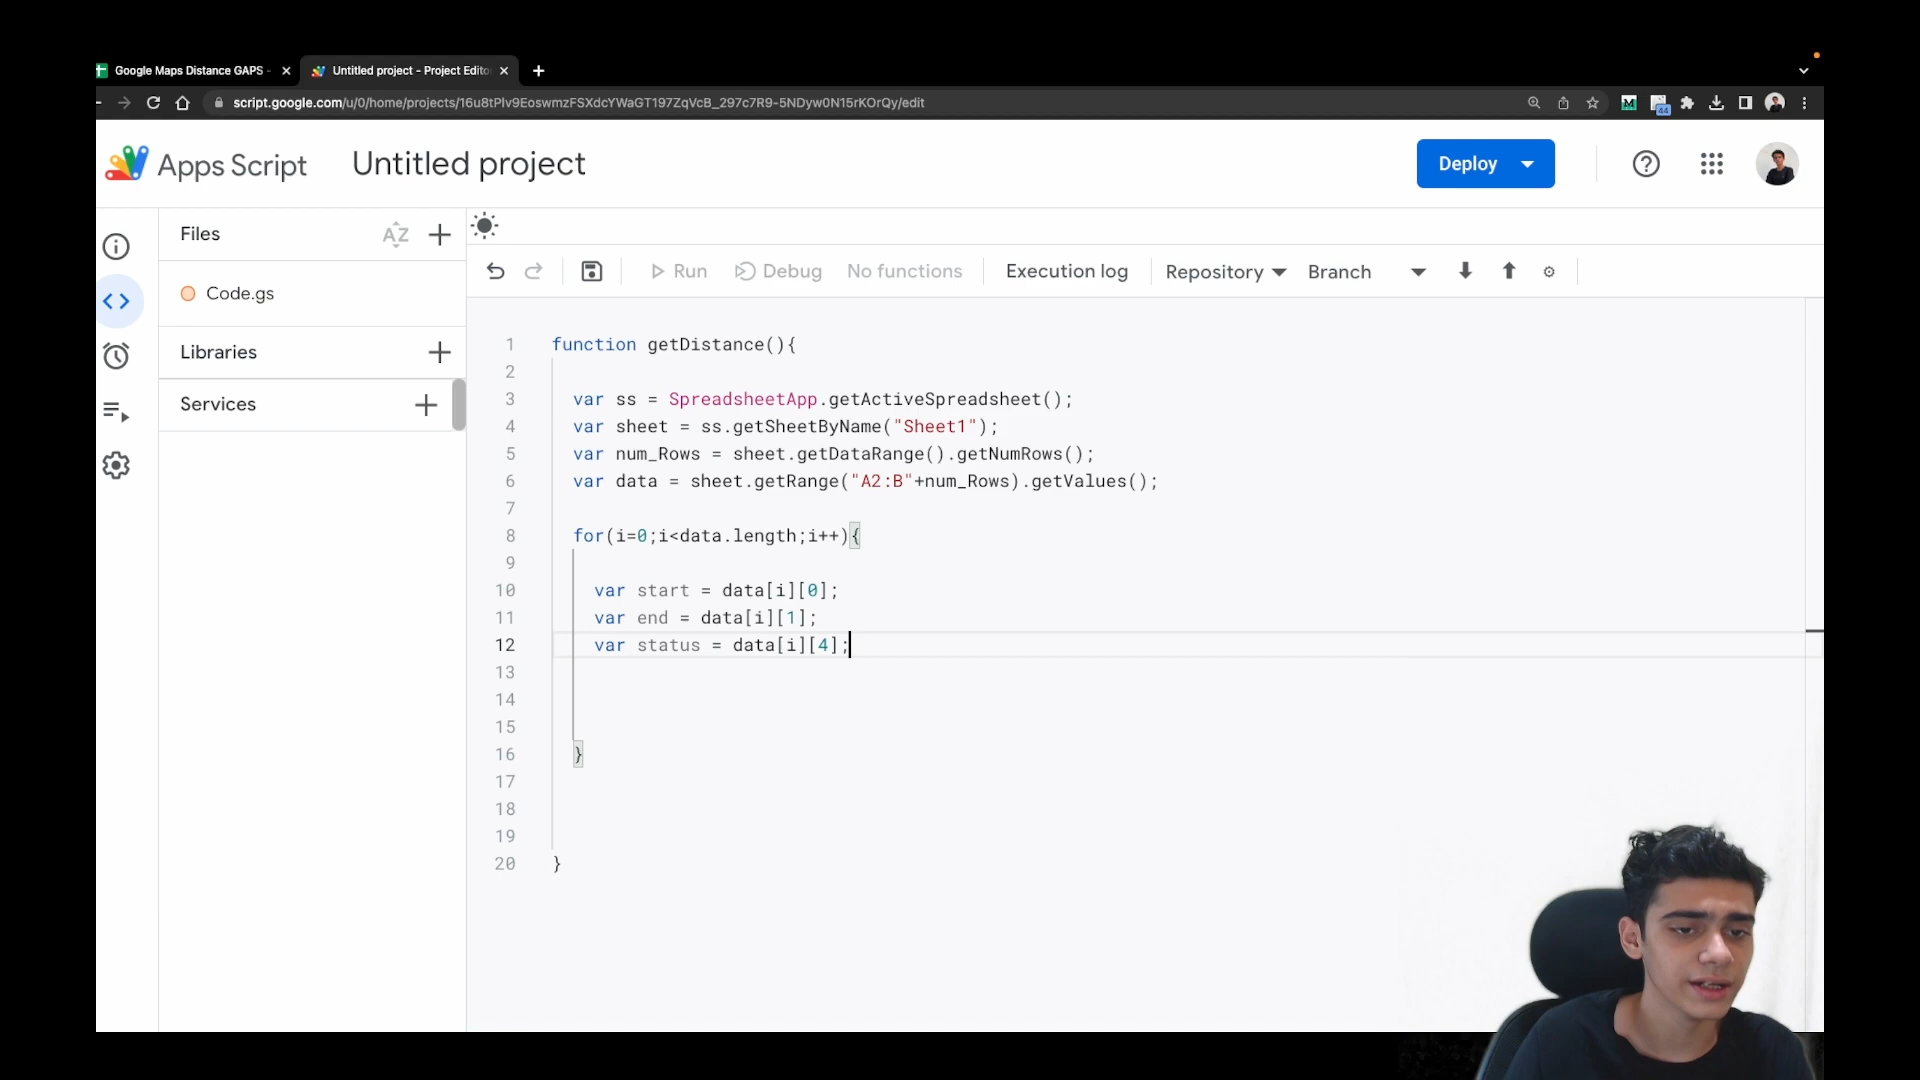 Google Maps Distance GAPS -
Untitled project - Project Edito
script.google.com/u/0/home/projects/16u8tPlv9EoswmzFSXdcYWaGT197ZqVcB_297c7R9-5NDyw0N15rKOrQy/edit
44
Apps Script
Untitled project
Deploy
Files
AZ
Code.gs
Libraries
Services
Run
Debug
No functions
Execution log
Repository
Branch
1 function getDistance(){
2
3 var ss = SpreadsheetApp.getActiveSpreadsheet();
4 var sheet = ss.getSheetByName("Sheet1");
5 var num_Rows = sheet.getDataRange().getNumRows();
6 var data = sheet.getRange("A2:B"+num_Rows).getValues();
7
8 for(i=0;i<data.length;i++){
9
10 var start = data[i][0];
11 var end = data[i][1];
12 var status = data[i][4];
13
14
15
16 }
17
18
19
20 }